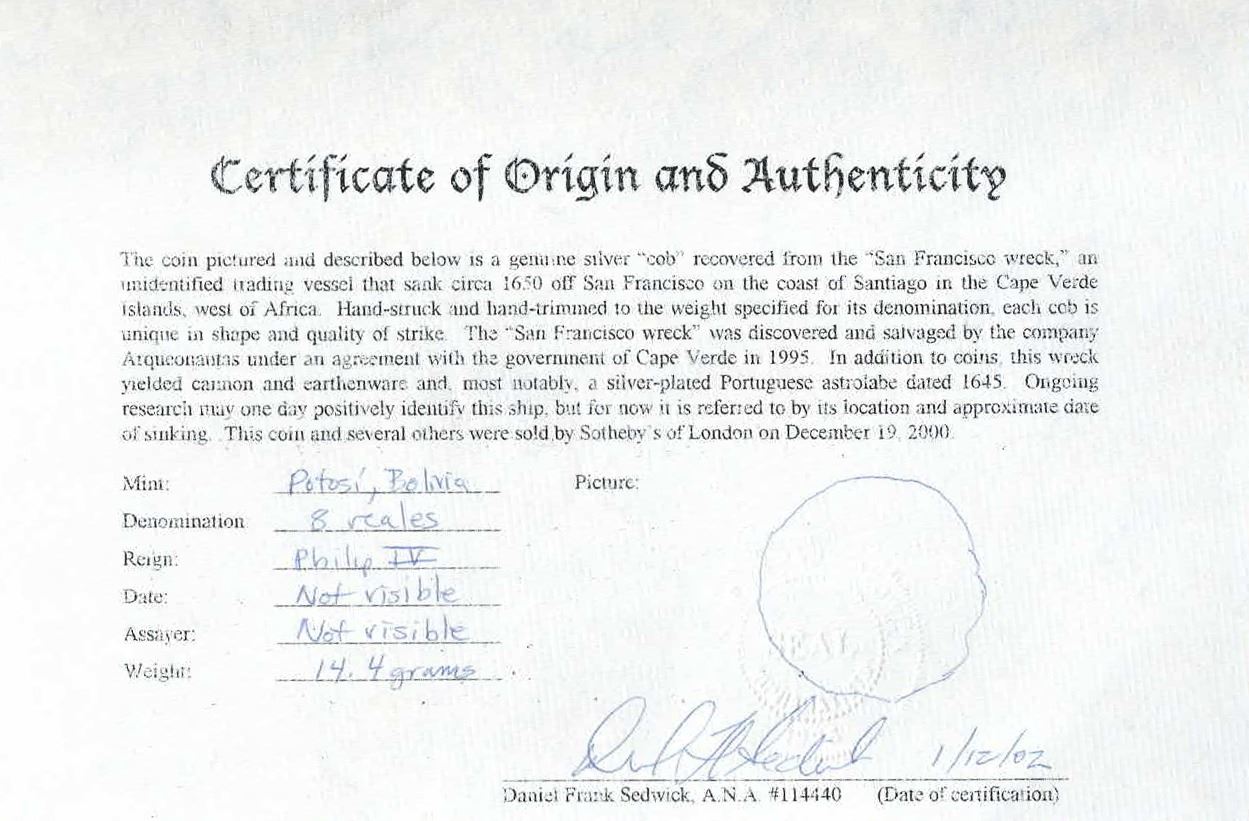 Certificate of Origin and Authenticity
The coin pictured and described below is a genuine silver “cob” recovered from the “San Francisco wreck,” an
unidentified trading vessel that sank circa 1650 off San Francisco on the coast of Santiago in the Cape Verde
Islands, west of Africa. Hand-struck and hand-trimmed to the weight specified for its denomination, each cob is
unique in shape and quality of strike. The “San Francisco wreck” was discovered and salvaged by the company
Arqueonautas under an agreement with the government of Cape Verde in 1995. In addition to coins, this wreck
yielded cannon and earthenware and, most notably, a silver-plated Portuguese astrolabe dated 1645. Ongoing
research may one day positively identify this ship, but for now it is referred to by its location and approximate date
of sinking. This coin and several others were sold by Sotheby's of London on December 19, 2000.
Mint: Potosí, Bolivia Picture:
Denomination 8 reales
Reign: Philip IV
Date: Not visible
Assayer: Not visible
Weight: 14.4 grams
SEAL
Daniel F Sedwick 1/12/02
Daniel Frank Sedwick, A.N.A. #114440 (Date of certification)